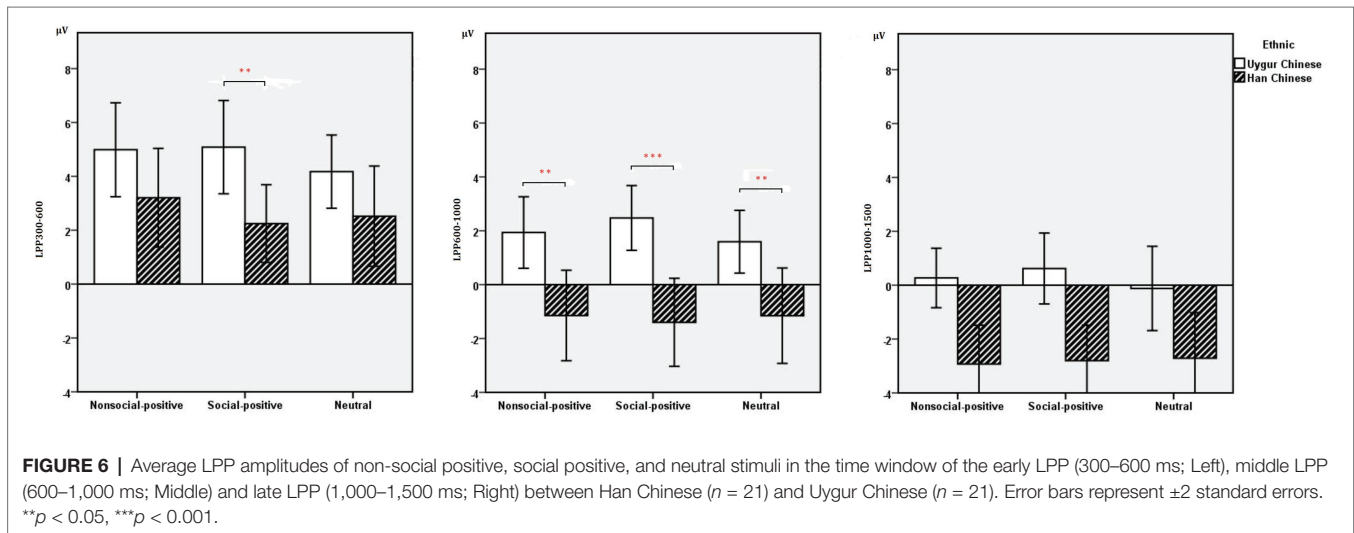 μV
8
6
4
2
0
-2
-4
LPP300-600
**
Nonsocial-positive
Social-positive
Neutral
μV
8
6
4
2
0
-2
-4
LPP600-1000
**
***
**
Nonsocial-positive
Social-positive
Neutral
μV
8
6
4
2
0
-2
-4
LPP1000-1500
Nonsocial-positive
Social-positive
Neutral
Ethnic
Uygur Chinese
Han Chinese
FIGURE 6 | Average LPP amplitudes of non-social positive, social positive, and neutral stimuli in the time window of the early LPP (300–600 ms; Left), middle LPP
(600–1,000 ms; Middle) and late LPP (1,000–1,500 ms; Right) between Han Chinese (n = 21) and Uygur Chinese (n = 21). Error bars represent ±2 standard errors.
**p < 0.05, ***p < 0.001.